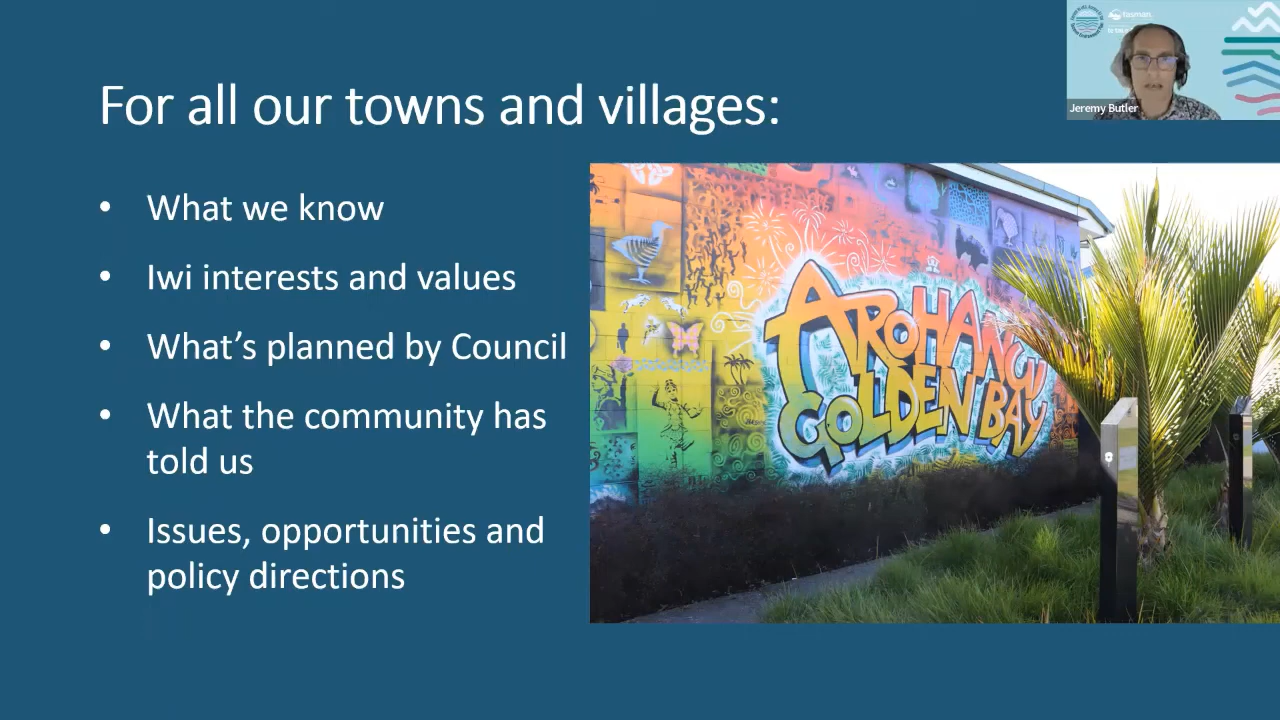 For all our towns and villages:
• What we know
• Iwi interests and values
• What's planned by Council
• What the community has
told us
• Issues, opportunities and
policy directions
AROHANUI
GOLDEN BAY
tasman
Jeremy Butler